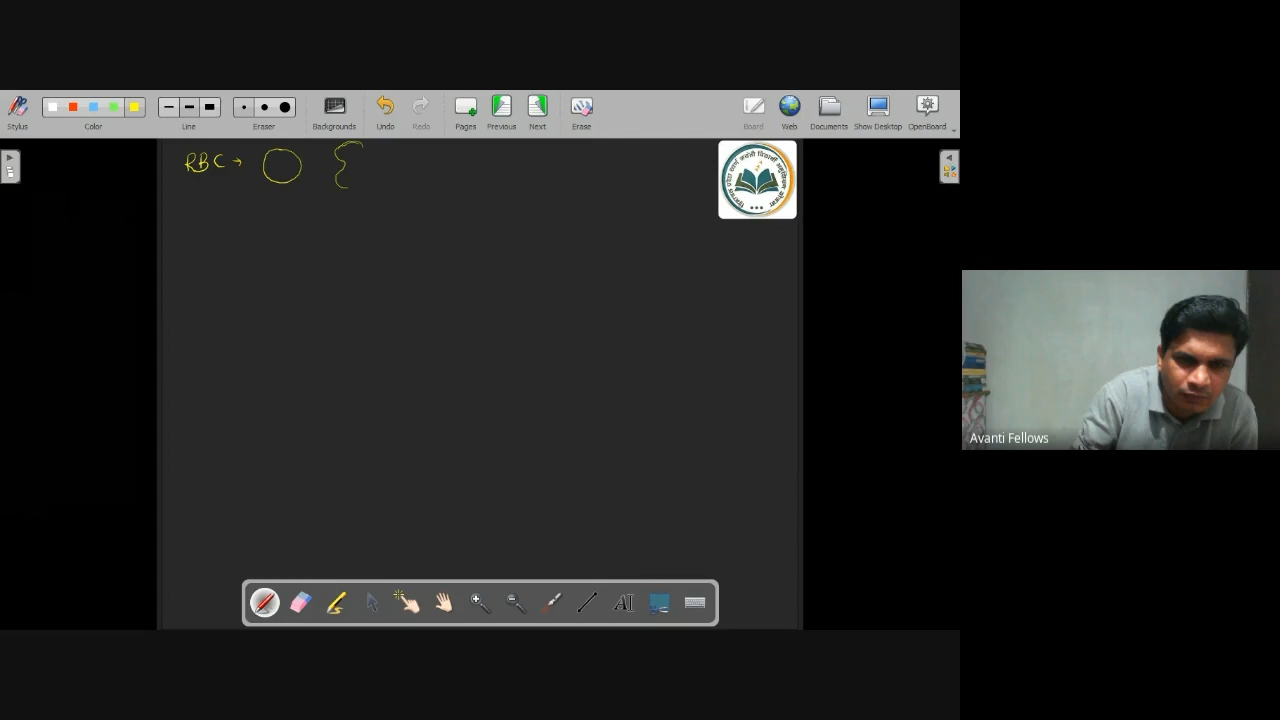 Stylus Color Line Eraser Backgrounds Undo Redo Pages Previous Next Erase Board Web Documents Show Desktop OpenBoard
RBC →
AI
Avanti Fellows